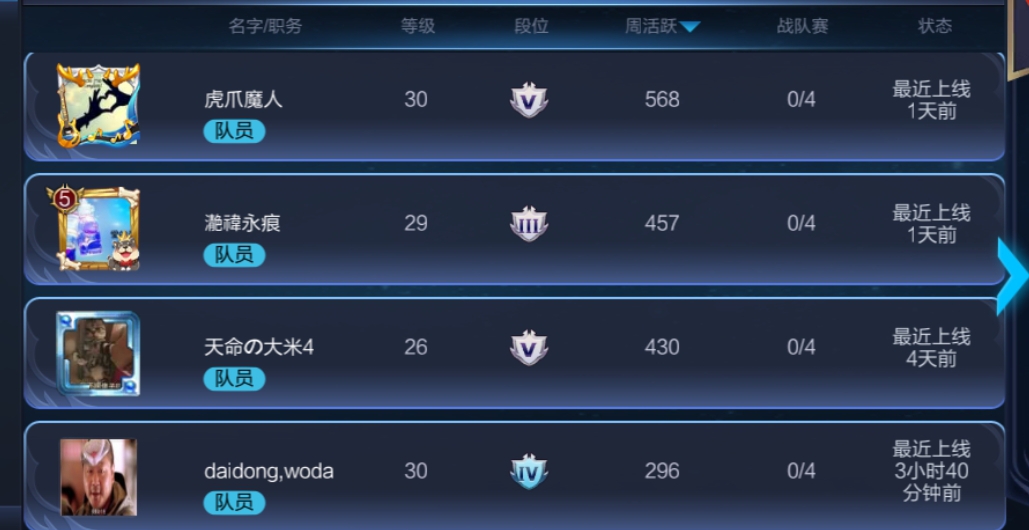 名字/职务 等级 段位 周活跃 战队赛 状态
虎爪魔人 30 V 568 0/4 最近上线
1天前
队员
5
滟禕永痕 29 III 457 0/4 最近上线
1天前
队员
天命の大米4 26 V 430 0/4 最近上线
4天前
队员
daidong,woda 30 IV 296 0/4 最近上线
3小时40
分钟前
队员